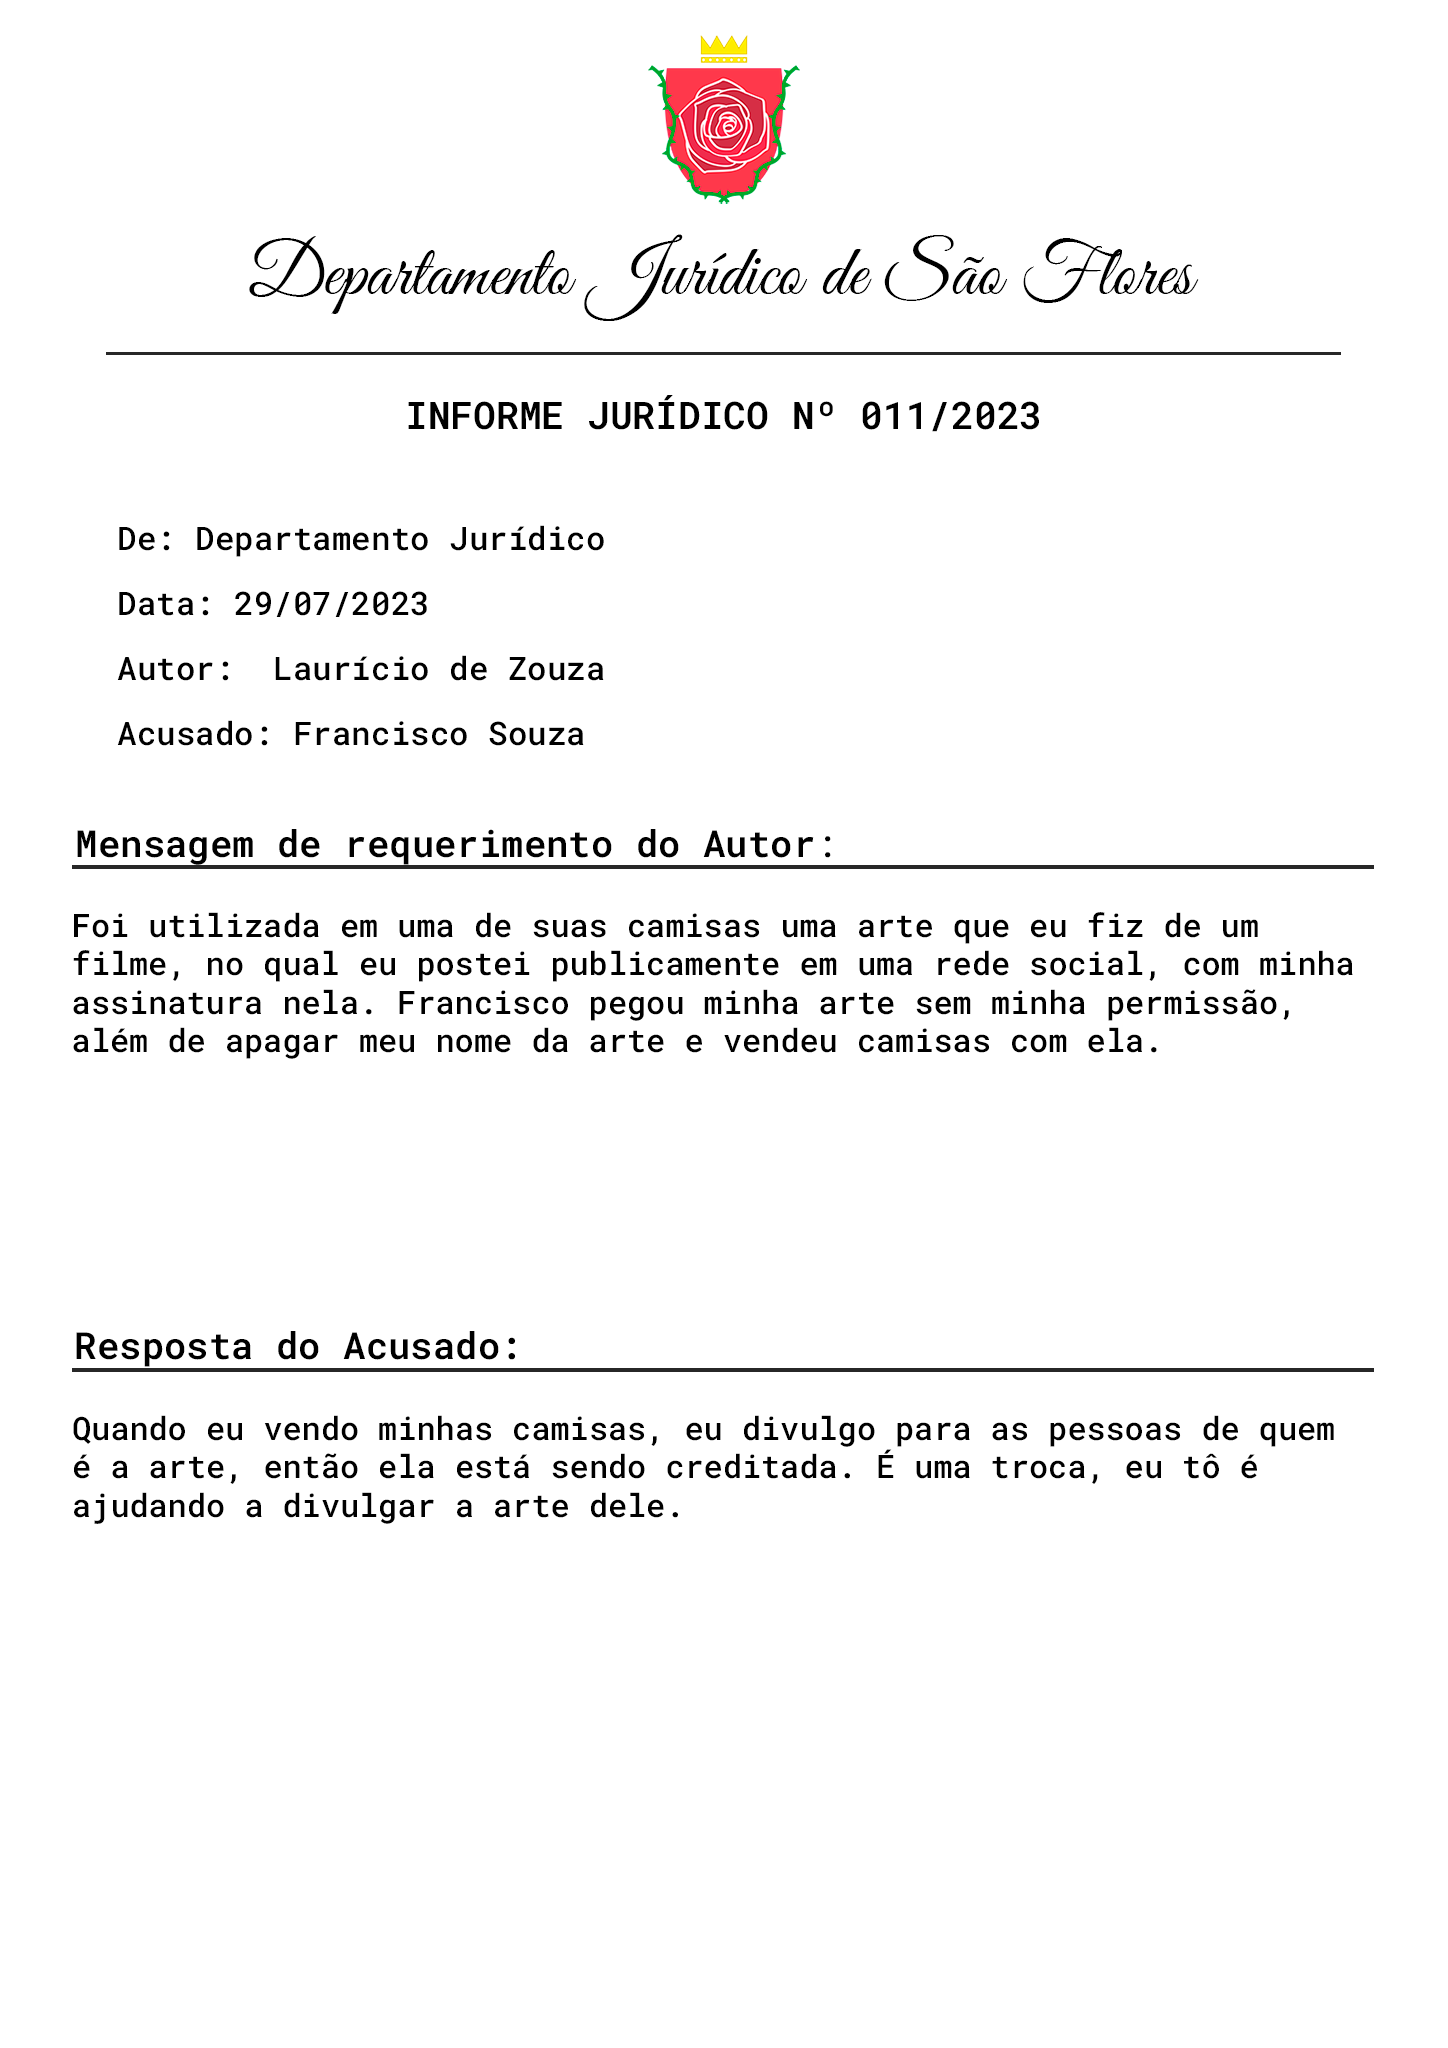 Departamento Jurídico de São Flores
INFORME JURÍDICO Nº 011/2023
De: Departamento Jurídico
Data: 29/07/2023
Autor:  Laurício de Zouza
Acusado: Francisco Souza
Mensagem de requerimento do Autor:
Foi utilizada em uma de suas camisas uma arte que eu fiz de um
filme, no qual eu postei publicamente em uma rede social, com minha
assinatura nela. Francisco pegou minha arte sem minha permissão,
além de apagar meu nome da arte e vendeu camisas com ela.
Resposta do Acusado:
Quando eu vendo minhas camisas, eu divulgo para as pessoas de quem
é a arte, então ela está sendo creditada. É uma troca, eu tô é
ajudando a divulgar a arte dele.